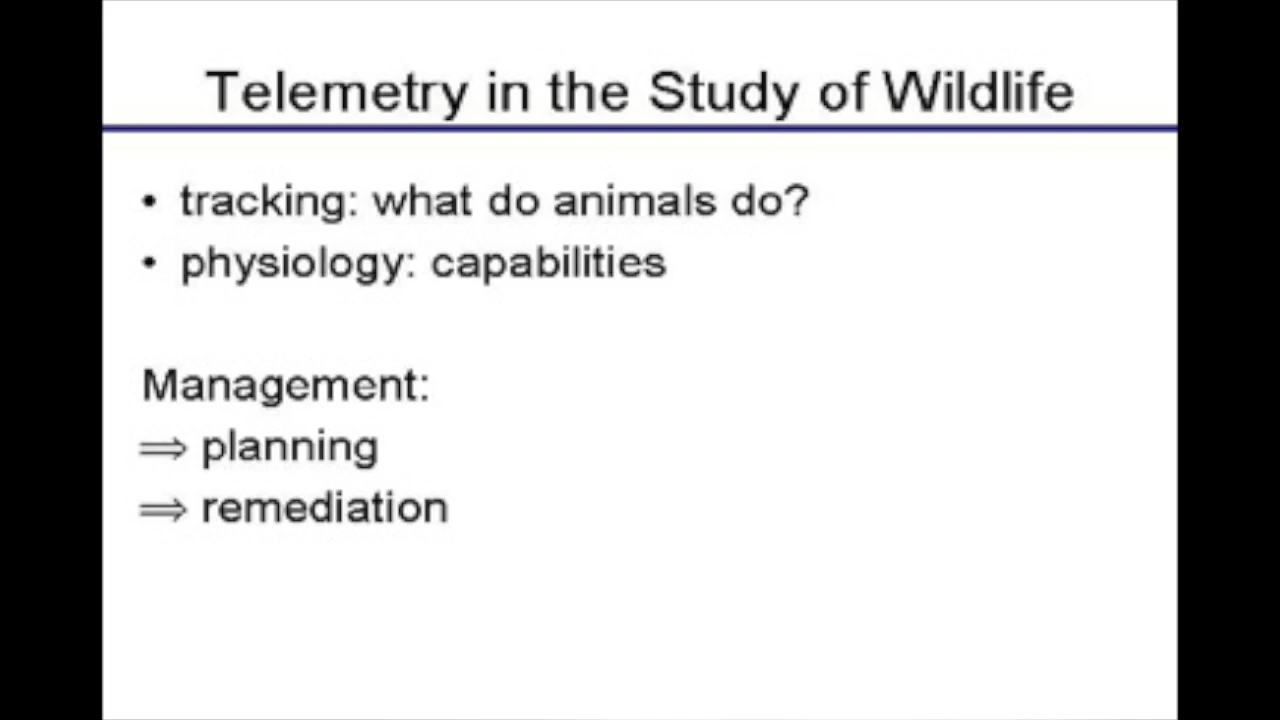 Telemetry in the Study of Wildlife
• tracking: what do animals do?
• physiology: capabilities
Management:
⇒ planning
⇒ remediation